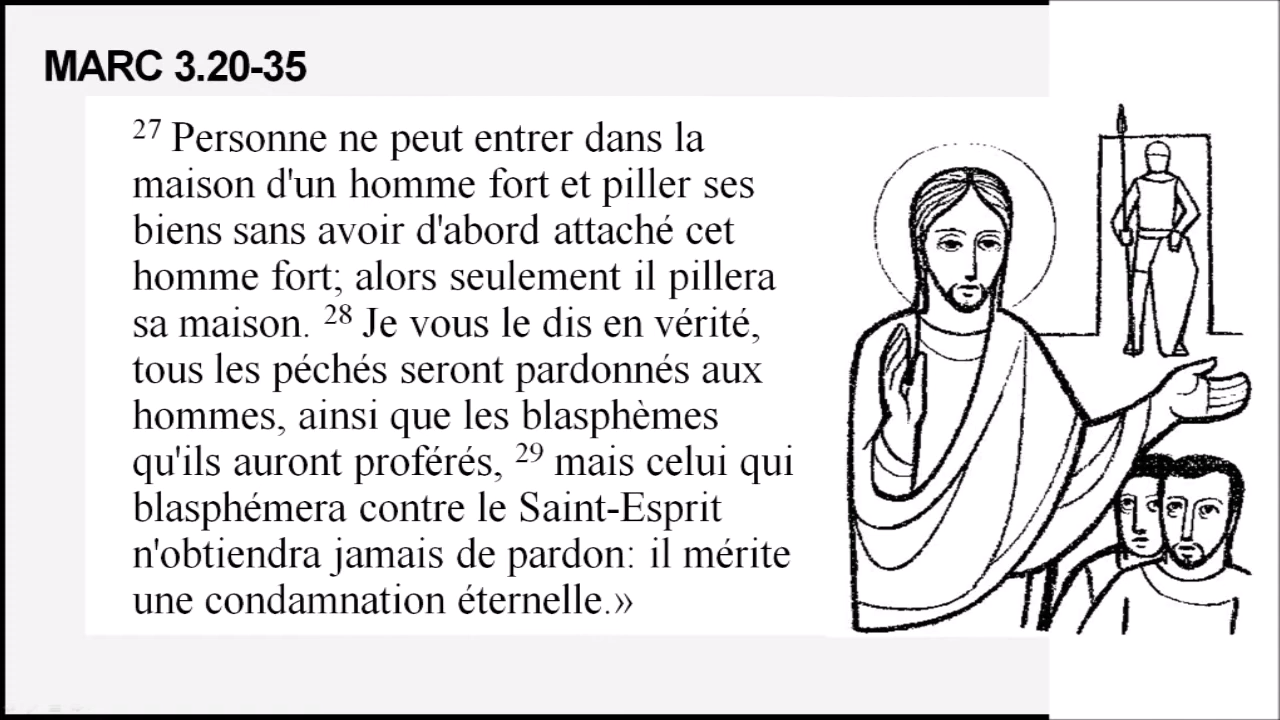 MARC 3.20-35
27 Personne ne peut entrer dans la
maison d'un homme fort et piller ses
biens sans avoir d'abord attaché cet
homme fort; alors seulement il pillera
sa maison. 28 Je vous le dis en vérité,
tous les péchés seront pardonnés aux
hommes, ainsi que les blasphèmes
qu'ils auront proférés, 29 mais celui qui
blasphémera contre le Saint-Esprit
n'obtiendra jamais de pardon: il mérite
une condamnation éternelle.»